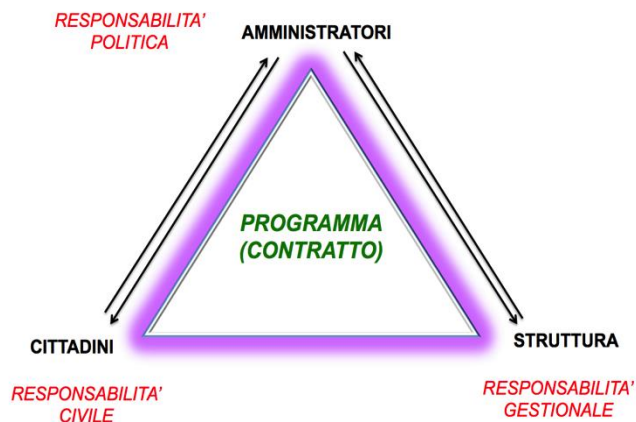 RESPONSABILITA'
POLITICA
AMMINISTRATORI
PROGRAMMA
(CONTRATTO)
CITTADINI
STRUTTURA
RESPONSABILITA'
CIVILE
RESPONSABILITA'
GESTIONALE